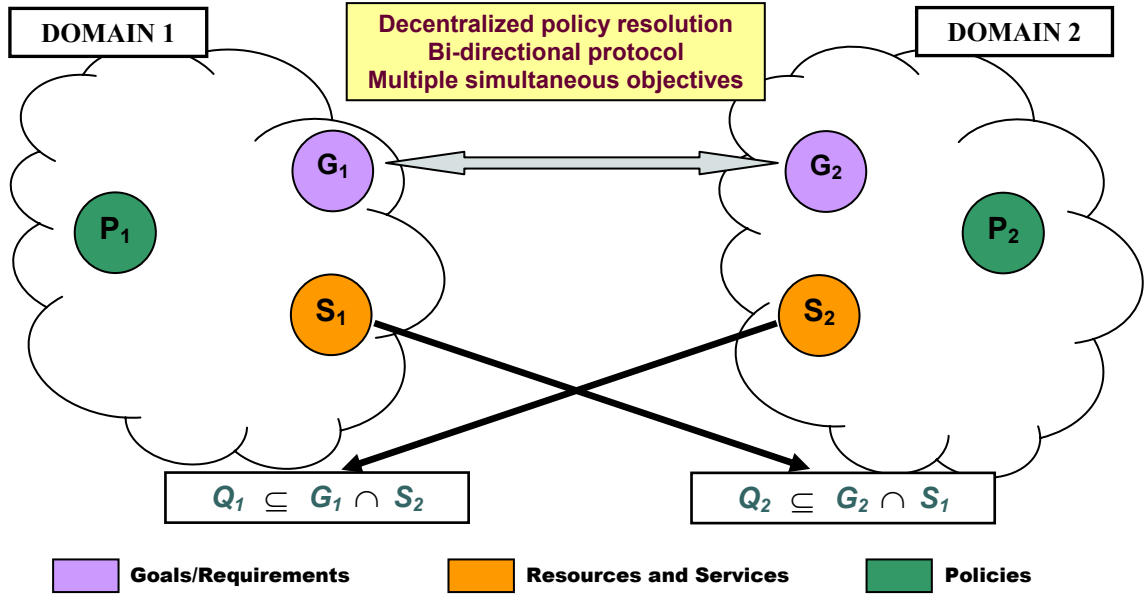 DOMAIN 1
Decentralized policy resolution
Bi-directional protocol
Multiple simultaneous objectives
DOMAIN 2
G₁
G₂
P₁
P₂
S₁
S₂
Q₁ ⊆ G₁ ∩ S₂
Q₂ ⊆ G₂ ∩ S₁
Goals/Requirements
Resources and Services
Policies